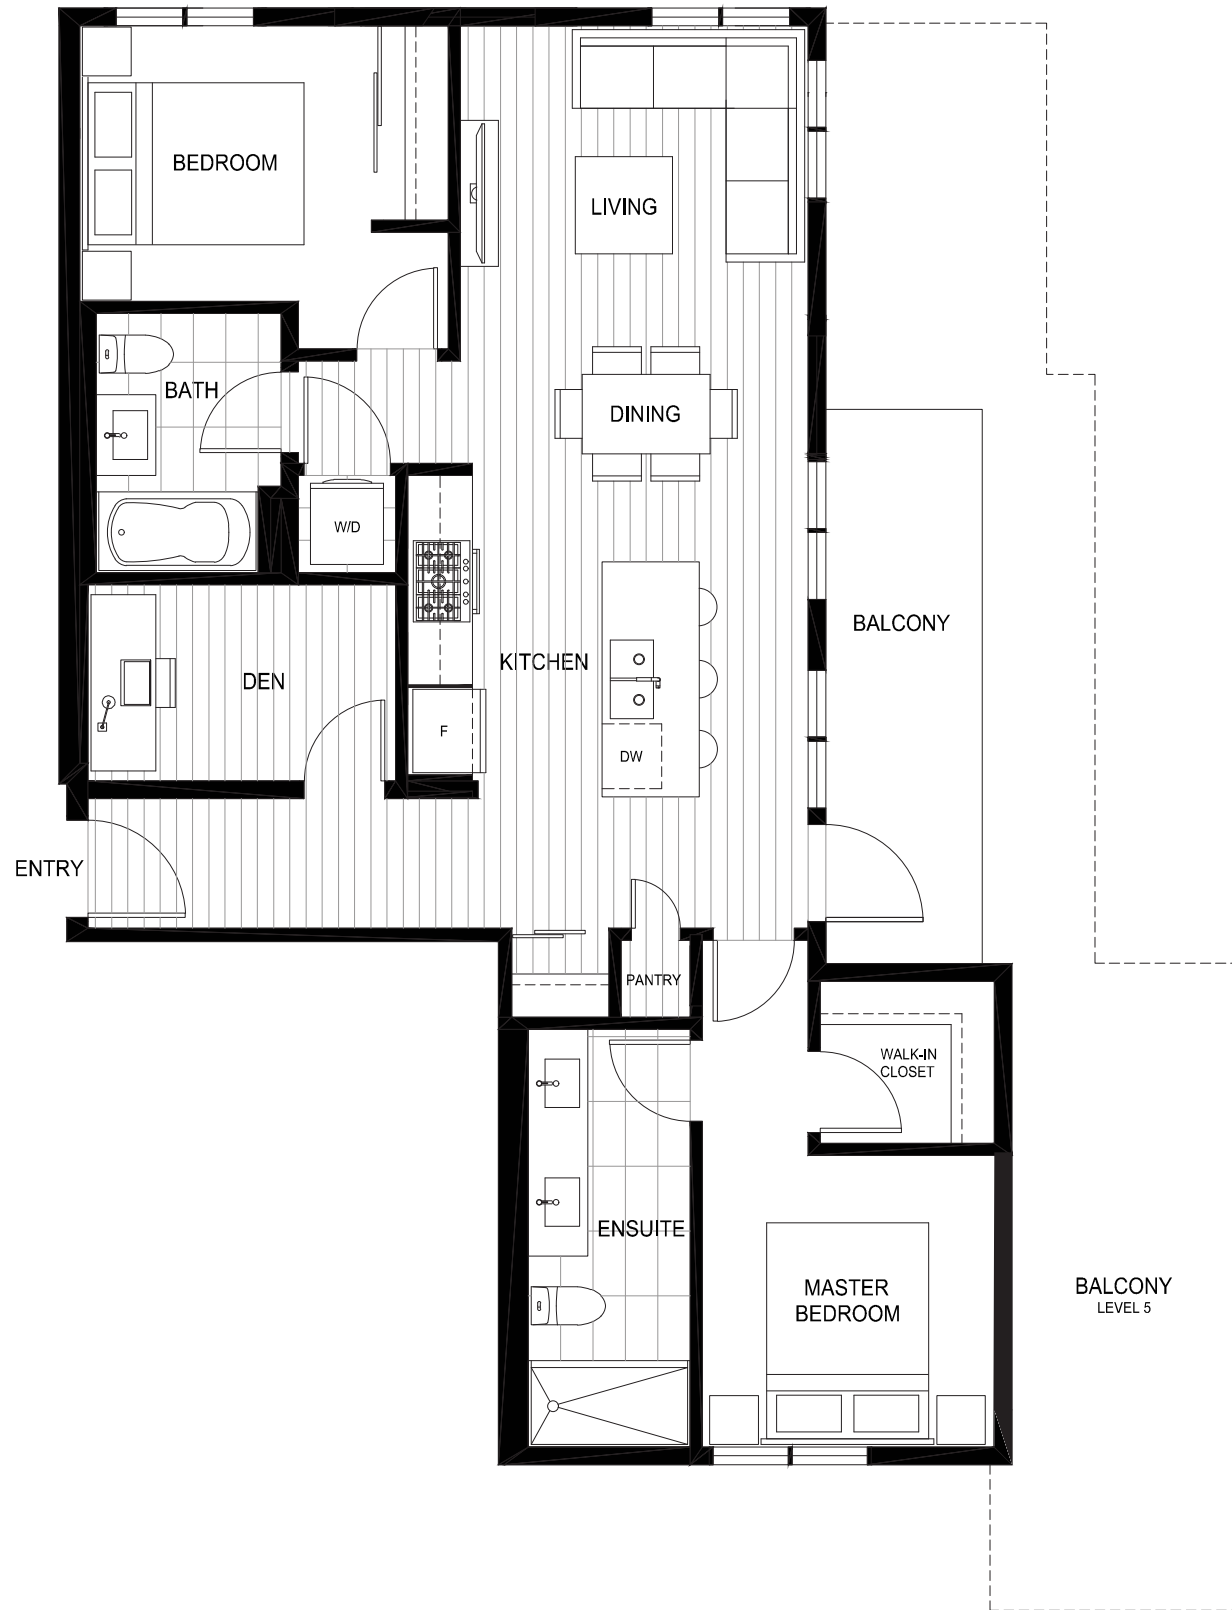 BEDROOM
LIVING
BATH
DINING
W/D
BALCONY
KITCHEN
DEN
F
DW
ENTRY
PANTRY
WALK-IN
CLOSET
ENSUITE
MASTER
BEDROOM
BALCONY
LEVEL 5